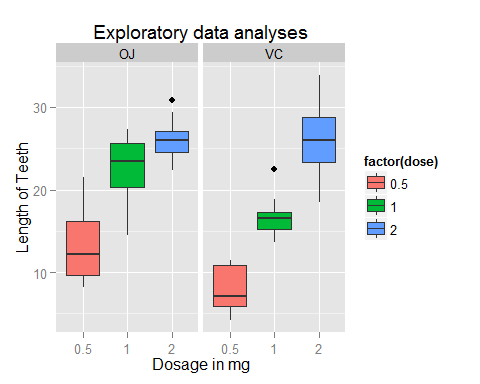 Exploratory data analyses
OJ
VC
Length of Teeth
30
20
10
0.5
1
2
0.5
1
2
Dosage in mg
factor(dose)
0.5
1
2